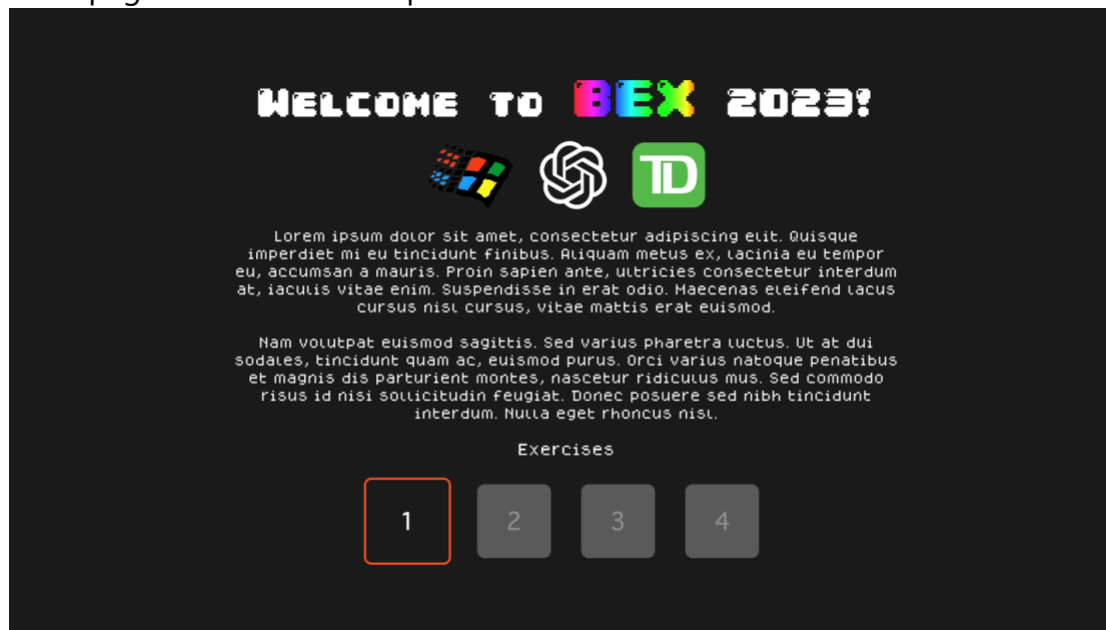 WELCOME TO BEX 2023!
TD
Lorem ipsum dolor sit amet, consectetur adipiscing elit. Quisque
imperdiet mi eu tincidunt finibus. Aliquam metus ex, lacinia eu tempor
eu, accumsan a mauris. Proin sapien ante, ultricies consectetur interdum
at, iaculis vitae enim. Suspendisse in erat odio. Maecenas eleifend lacus
cursus nisl cursus, vitae mattis erat euismod.
Nam volutpat euismod sagittis. Sed varius pharetra luctus. Ut at dui
sodales, tincidunt quam ac, euismod purus. Orci varius natoque penatibus
et magnis dis parturient montes, nascetur ridiculus mus. Sed commodo
risus id nisi sollicitudin feugiat. Donec posuere sed nibh tincidunt
interdum. Nulla eget rhoncus nisl.
Exercises
1 2 3 4